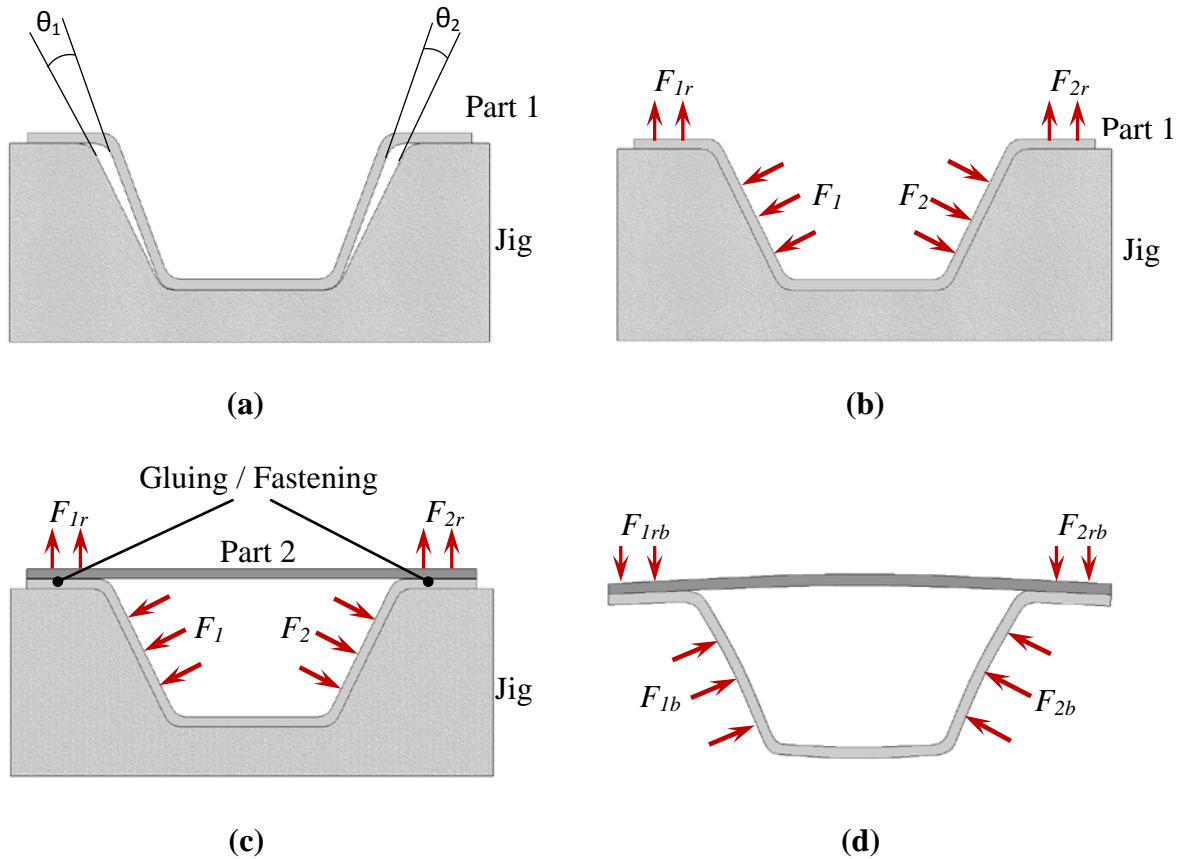 θ1
θ2
Part 1
Jig
(a)
F1r
F2r
Part 1
F1
F2
Jig
(b)
Gluing / Fastening
F1r
F2r
Part 2
F1
F2
Jig
(c)
F1rb
F2rb
F1b
F2b
(d)